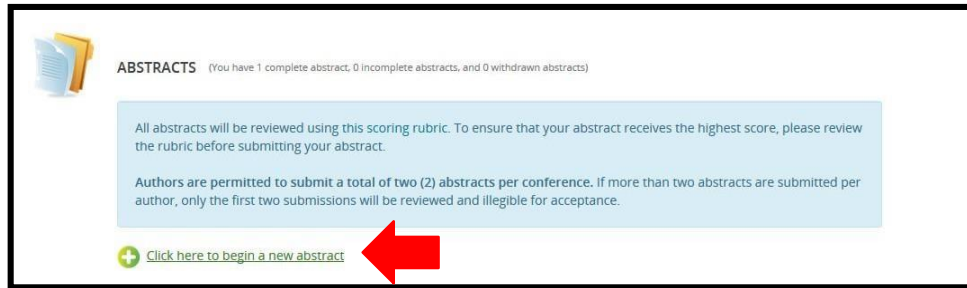 ABSTRACTS (You have 1 complete abstract, 0 incomplete abstracts, and 0 withdrawn abstracts)
All abstracts will be reviewed using this scoring rubric. To ensure that your abstract receives the highest score, please review
the rubric before submitting your abstract.
Authors are permitted to submit a total of two (2) abstracts per conference. If more than two abstracts are submitted per
author, only the first two submissions will be reviewed and illegible for acceptance.
Click here to begin a new abstract